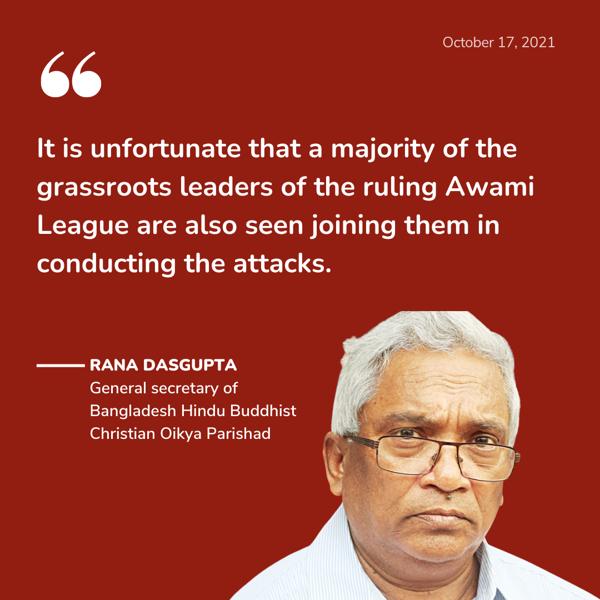 October 17, 2021
“
It is unfortunate that a majority of the
grassroots leaders of the ruling Awami
League are also seen joining them in
conducting the attacks.
RANA DASGUPTA
General secretary of
Bangladesh Hindu Buddhist
Christian Oikya Parishad